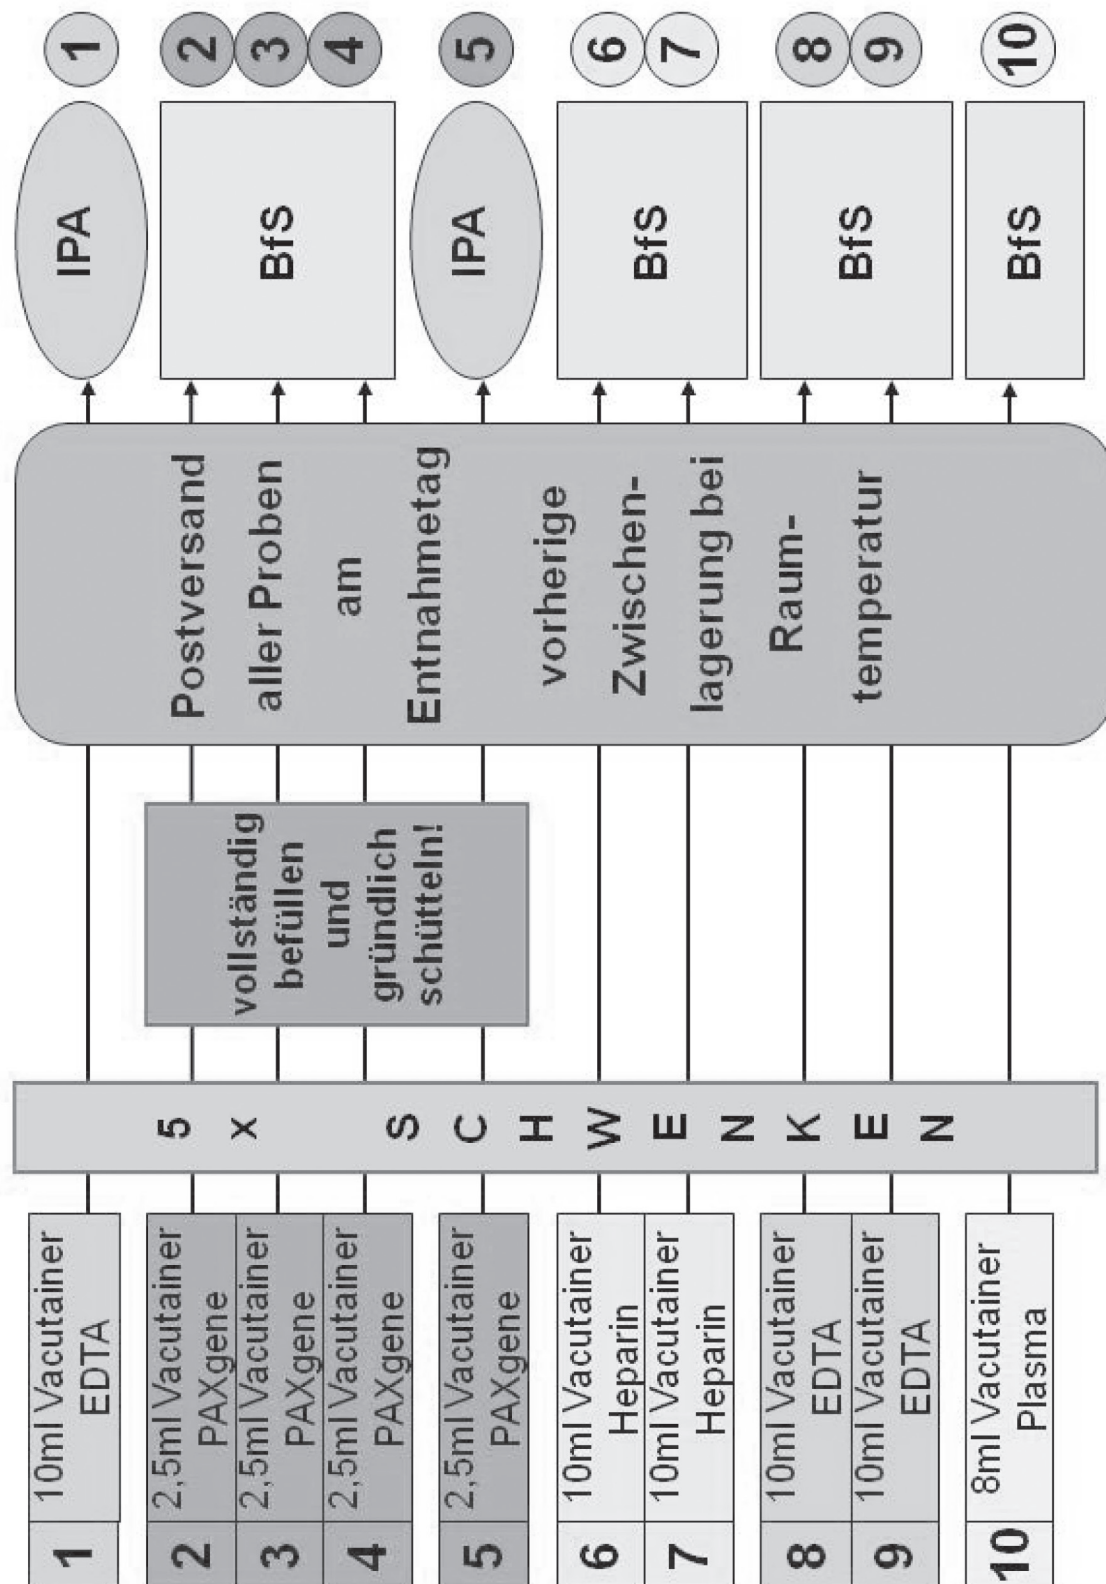 1
10ml Vacutainer
EDTA
2
2,5ml Vacutainer
PAXgene
3
2,5ml Vacutainer
PAXgene
4
2,5ml Vacutainer
PAXgene
5
2,5ml Vacutainer
PAXgene
6
10ml Vacutainer
Heparin
7
10ml Vacutainer
Heparin
8
10ml Vacutainer
EDTA
9
10ml Vacutainer
EDTA
10
8ml Vacutainer
Plasma
5
x
S
C
H
W
E
N
K
E
N
vollständig
befüllen
und
gründlich
schütteln!
Postversand
aller Proben
am
Entnahmetag
vorherige
Zwischen-
lagerung bei
Raum-
temperatur
IPA
BfS
IPA
BfS
BfS
BfS
1
2
3
4
5
6
7
8
9
10